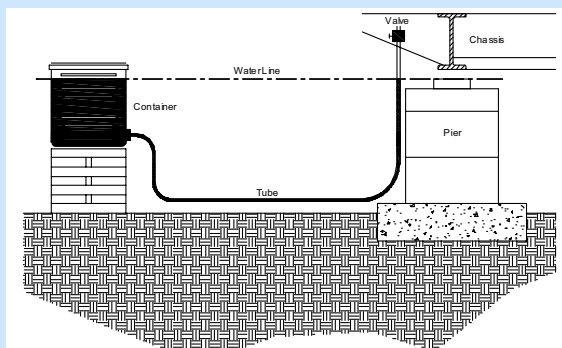 Valve
Chassis
WaterLine
Container
Pier
Tube